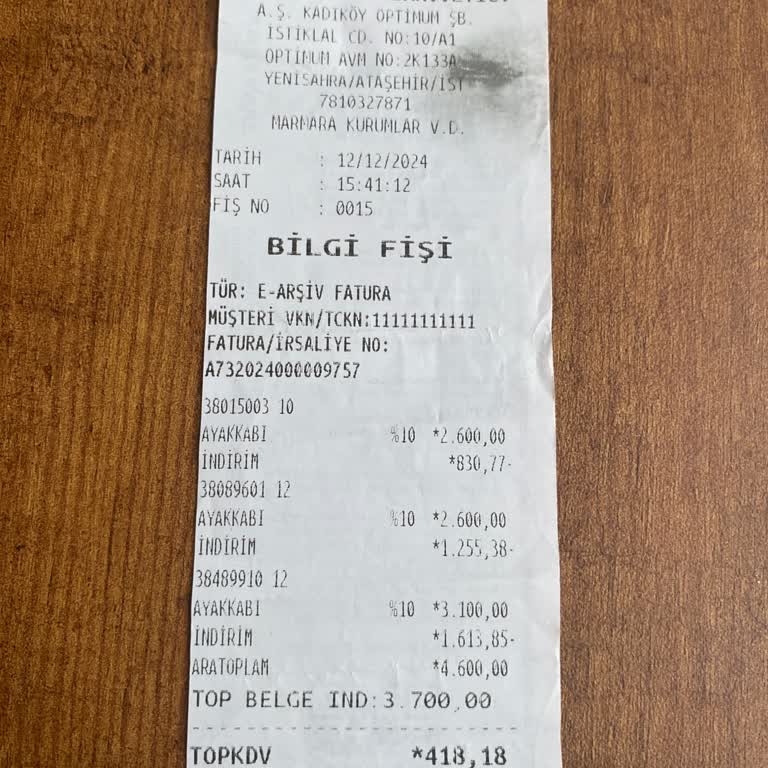 A.Ş. KADIKÖY OPTİMUM ŞB.
İSTİKLAL CD. NO:10/A1
OPTİMUM AVM NO:2K133A
YENİSAHRA/ATAŞEHİR/İST
7810327871
MARMARA KURUMLAR V.D.
TARİH : 12/12/2024
SAAT : 15:41:12
FİŞ NO : 0015
BİLGİ FİŞİ
TÜR: E-ARŞİV FATURA
MÜŞTERİ VKN/TCKN:11111111111
FATURA/İRSALİYE NO:
A732024000009757
38015003 10
AYAKKABI %10 *2.600,00
İNDİRİM *830,77-
38089601 12
AYAKKABI %10 *2.600,00
İNDİRİM *1.255,38-
38489910 12
AYAKKABI %10 *3.100,00
İNDİRİM *1.613,85-
ARATOPLAM *4.600,00
TOP BELGE IND:3.700,00
TOPKDV *418,18